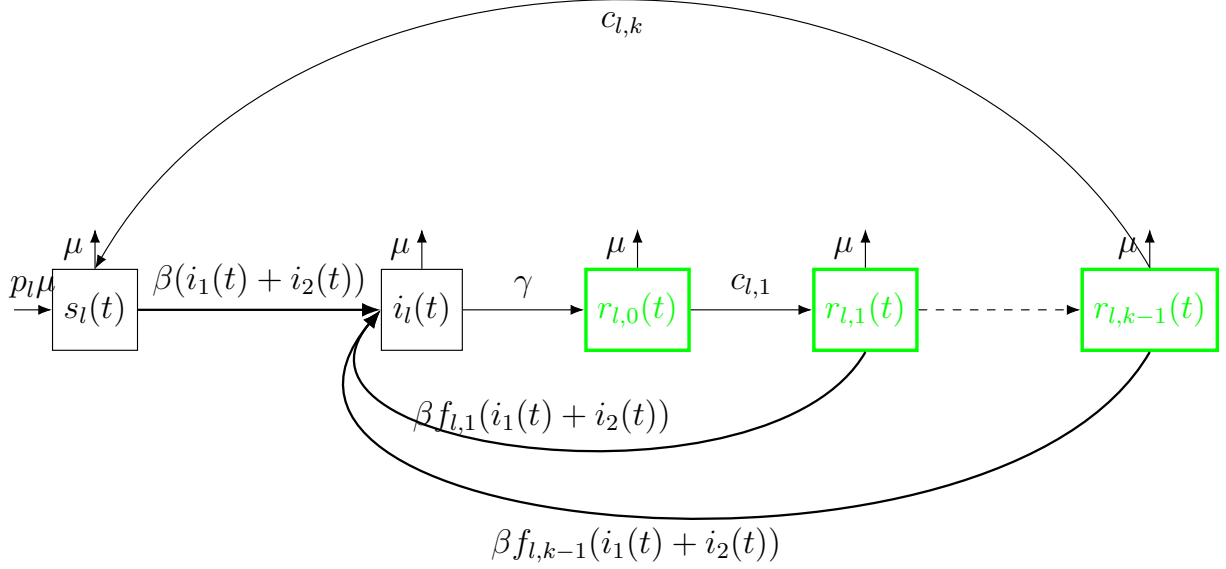 c_{l,k}
μ μ μ μ μ
p_lμ β(i_1(t) + i_2(t)) γ c_{l,1}
s_l(t) i_l(t) r_{l,0}(t) r_{l,1}(t) r_{l,k−1}(t)
βf_{l,1}(i_1(t) + i_2(t))
βf_{l,k−1}(i_1(t) + i_2(t))